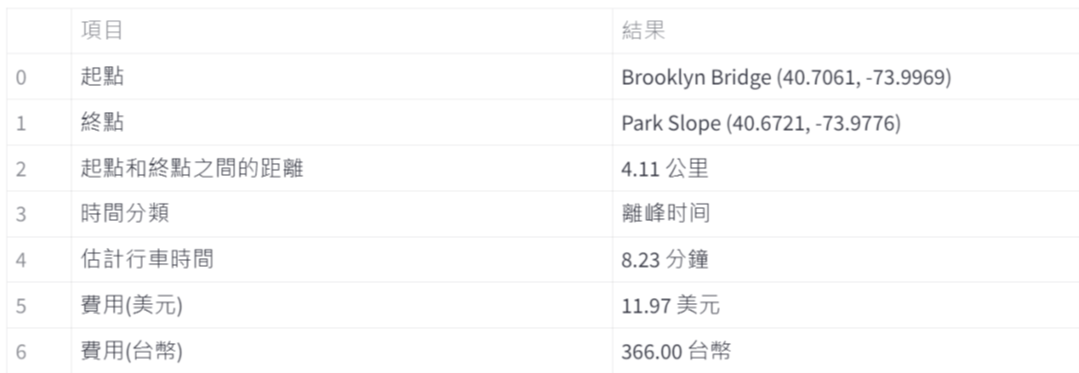 項目 結果
0 起點 Brooklyn Bridge (40.7061, -73.9969)
1 終點 Park Slope (40.6721, -73.9776)
2 起點和終點之間的距離 4.11 公里
3 時間分類 離峰时间
4 估計行車時間 8.23 分鐘
5 費用(美元) 11.97 美元
6 費用(台幣) 366.00 台幣